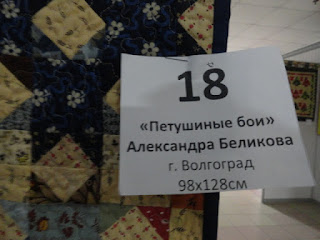 18
«Петушиные бои»
Александра Беликова
г. Волгоград
98х128см